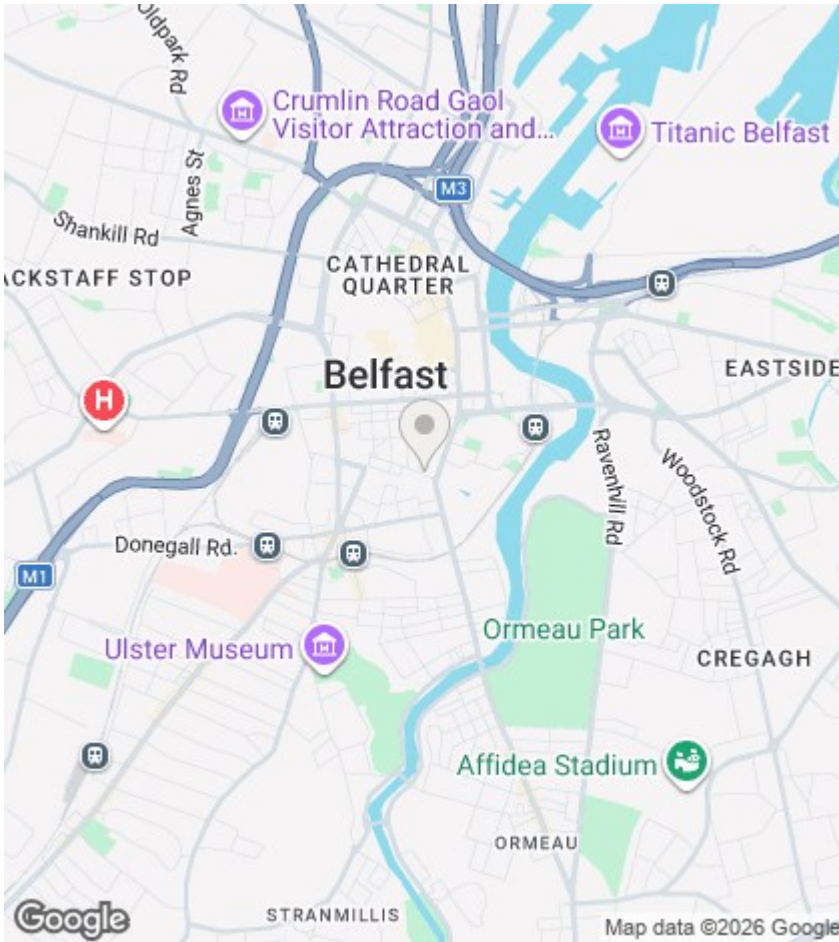 Oldpark Rd
Crumlin Road Gaol
Visitor Attraction and...
Titanic Belfast
Agnes St
M3
Shankill Rd
CATHEDRAL
QUARTER
ACKSTAFF STOP
Belfast
EASTSIDE
H
Ravenhill Rd
Woodstock Rd
Donegall Rd.
M1
Ormeau Park
Ulster Museum
CREGAGH
Affidea Stadium
ORMEAU
STRANMILLIS
Google
Map data ©2026 Google